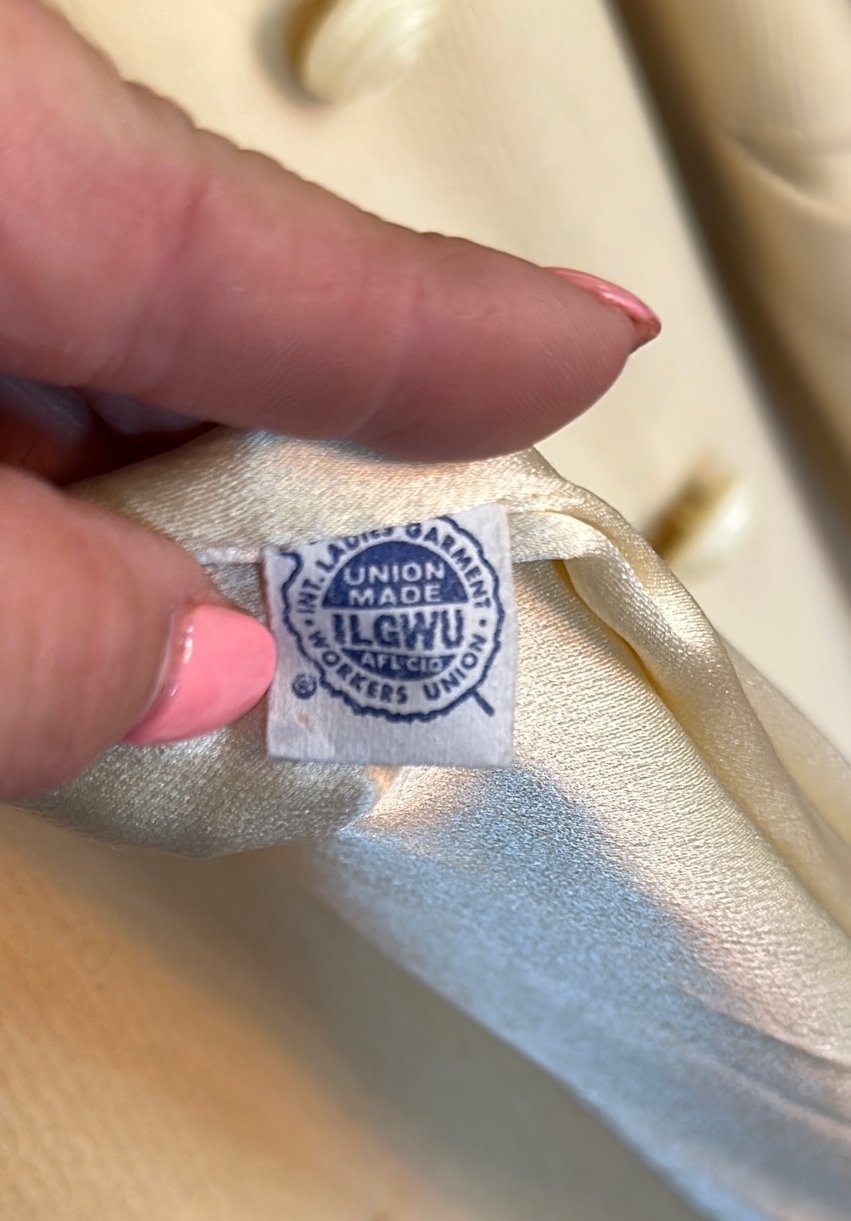 INT. LADIES GARMENT
UNION
MADE
ILGWU
AFL-CIO
WORKERS UNION
®